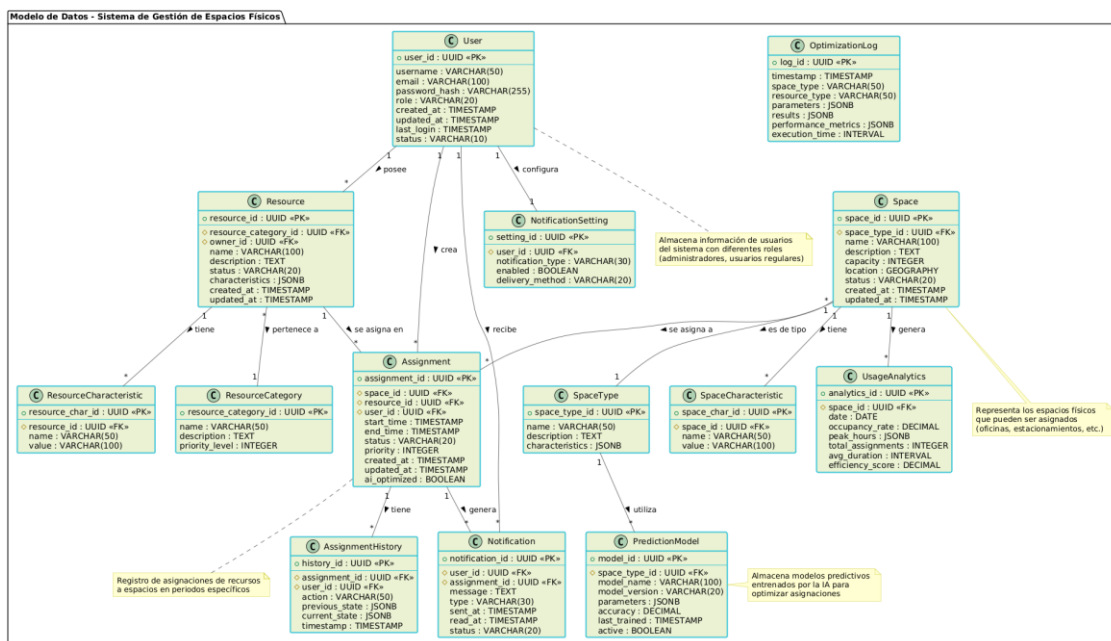 Modelo de Datos - Sistema de Gestión de Espacios Físicos
C User
user_id : UUID «PK»
username : VARCHAR(50)
email : VARCHAR(100)
password_hash : VARCHAR(255)
role : VARCHAR(20)
created_at : TIMESTAMP
updated_at : TIMESTAMP
last_login : TIMESTAMP
status : VARCHAR(10)
C OptimizationLog
log_id : UUID «PK»
timestamp : TIMESTAMP
space_type : VARCHAR(50)
resource_type : VARCHAR(50)
parameters : JSONB
results : JSONB
performance_metrics : JSONB
execution_time : INTERVAL
1 1 1 1
posee
configura
* 1
C Resource
resource_id : UUID «PK»
resource_category_id : UUID «FK»
owner_id : UUID «FK»
name : VARCHAR(100)
description : TEXT
status : VARCHAR(20)
characteristics : JSONB
created_at : TIMESTAMP
updated_at : TIMESTAMP
crea
C NotificationSetting
setting_id : UUID «PK»
user_id : UUID «FK»
notification_type : VARCHAR(30)
enabled : BOOLEAN
delivery_method : VARCHAR(20)
Almacena información de usuarios
del sistema con diferentes roles
(administradores, usuarios regulares)
C Space
space_id : UUID «PK»
space_type_id : UUID «FK»
name : VARCHAR(100)
description : TEXT
capacity : INTEGER
location : GEOGRAPHY
status : VARCHAR(20)
created_at : TIMESTAMP
updated_at : TIMESTAMP
1 * 1 * 1 1 1
tiene
pertenece a
se asigna en
recibe
se asigna a
es de tipo
tiene
genera
* 1 * * * 1 * *
C ResourceCharacteristic
resource_char_id : UUID «PK»
resource_id : UUID «FK»
name : VARCHAR(50)
value : VARCHAR(100)
C ResourceCategory
resource_category_id : UUID «PK»
name : VARCHAR(50)
description : TEXT
priority_level : INTEGER
C Assignment
assignment_id : UUID «PK»
space_id : UUID «FK»
resource_id : UUID «FK»
user_id : UUID «FK»
start_time : TIMESTAMP
end_time : TIMESTAMP
status : VARCHAR(20)
priority : INTEGER
created_at : TIMESTAMP
updated_at : TIMESTAMP
ai_optimized : BOOLEAN
C SpaceType
space_type_id : UUID «PK»
name : VARCHAR(50)
description : TEXT
characteristics : JSONB
C SpaceCharacteristic
space_char_id : UUID «PK»
space_id : UUID «FK»
name : VARCHAR(50)
value : VARCHAR(100)
C UsageAnalytics
analytics_id : UUID «PK»
space_id : UUID «FK»
date : DATE
occupancy_rate : DECIMAL
peak_hours : JSONB
total_assignments : INTEGER
avg_duration : INTERVAL
efficiency_score : DECIMAL
Representa los espacios físicos
que pueden ser asignados
(oficinas, estacionamientos, etc.)
1 1 1
tiene
genera
utiliza
* * * *
Registro de asignaciones de recursos
a espacios en periodos específicos
C AssignmentHistory
history_id : UUID «PK»
assignment_id : UUID «FK»
user_id : UUID «FK»
action : VARCHAR(50)
previous_state : JSONB
current_state : JSONB
timestamp : TIMESTAMP
C Notification
notification_id : UUID «PK»
user_id : UUID «FK»
assignment_id : UUID «FK»
message : TEXT
type : VARCHAR(30)
sent_at : TIMESTAMP
read_at : TIMESTAMP
status : VARCHAR(20)
C PredictionModel
model_id : UUID «PK»
space_type_id : UUID «FK»
model_name : VARCHAR(100)
model_version : VARCHAR(20)
parameters : JSONB
accuracy : DECIMAL
last_trained : TIMESTAMP
active : BOOLEAN
Almacena modelos predictivos
entrenados por la IA para
optimizar asignaciones